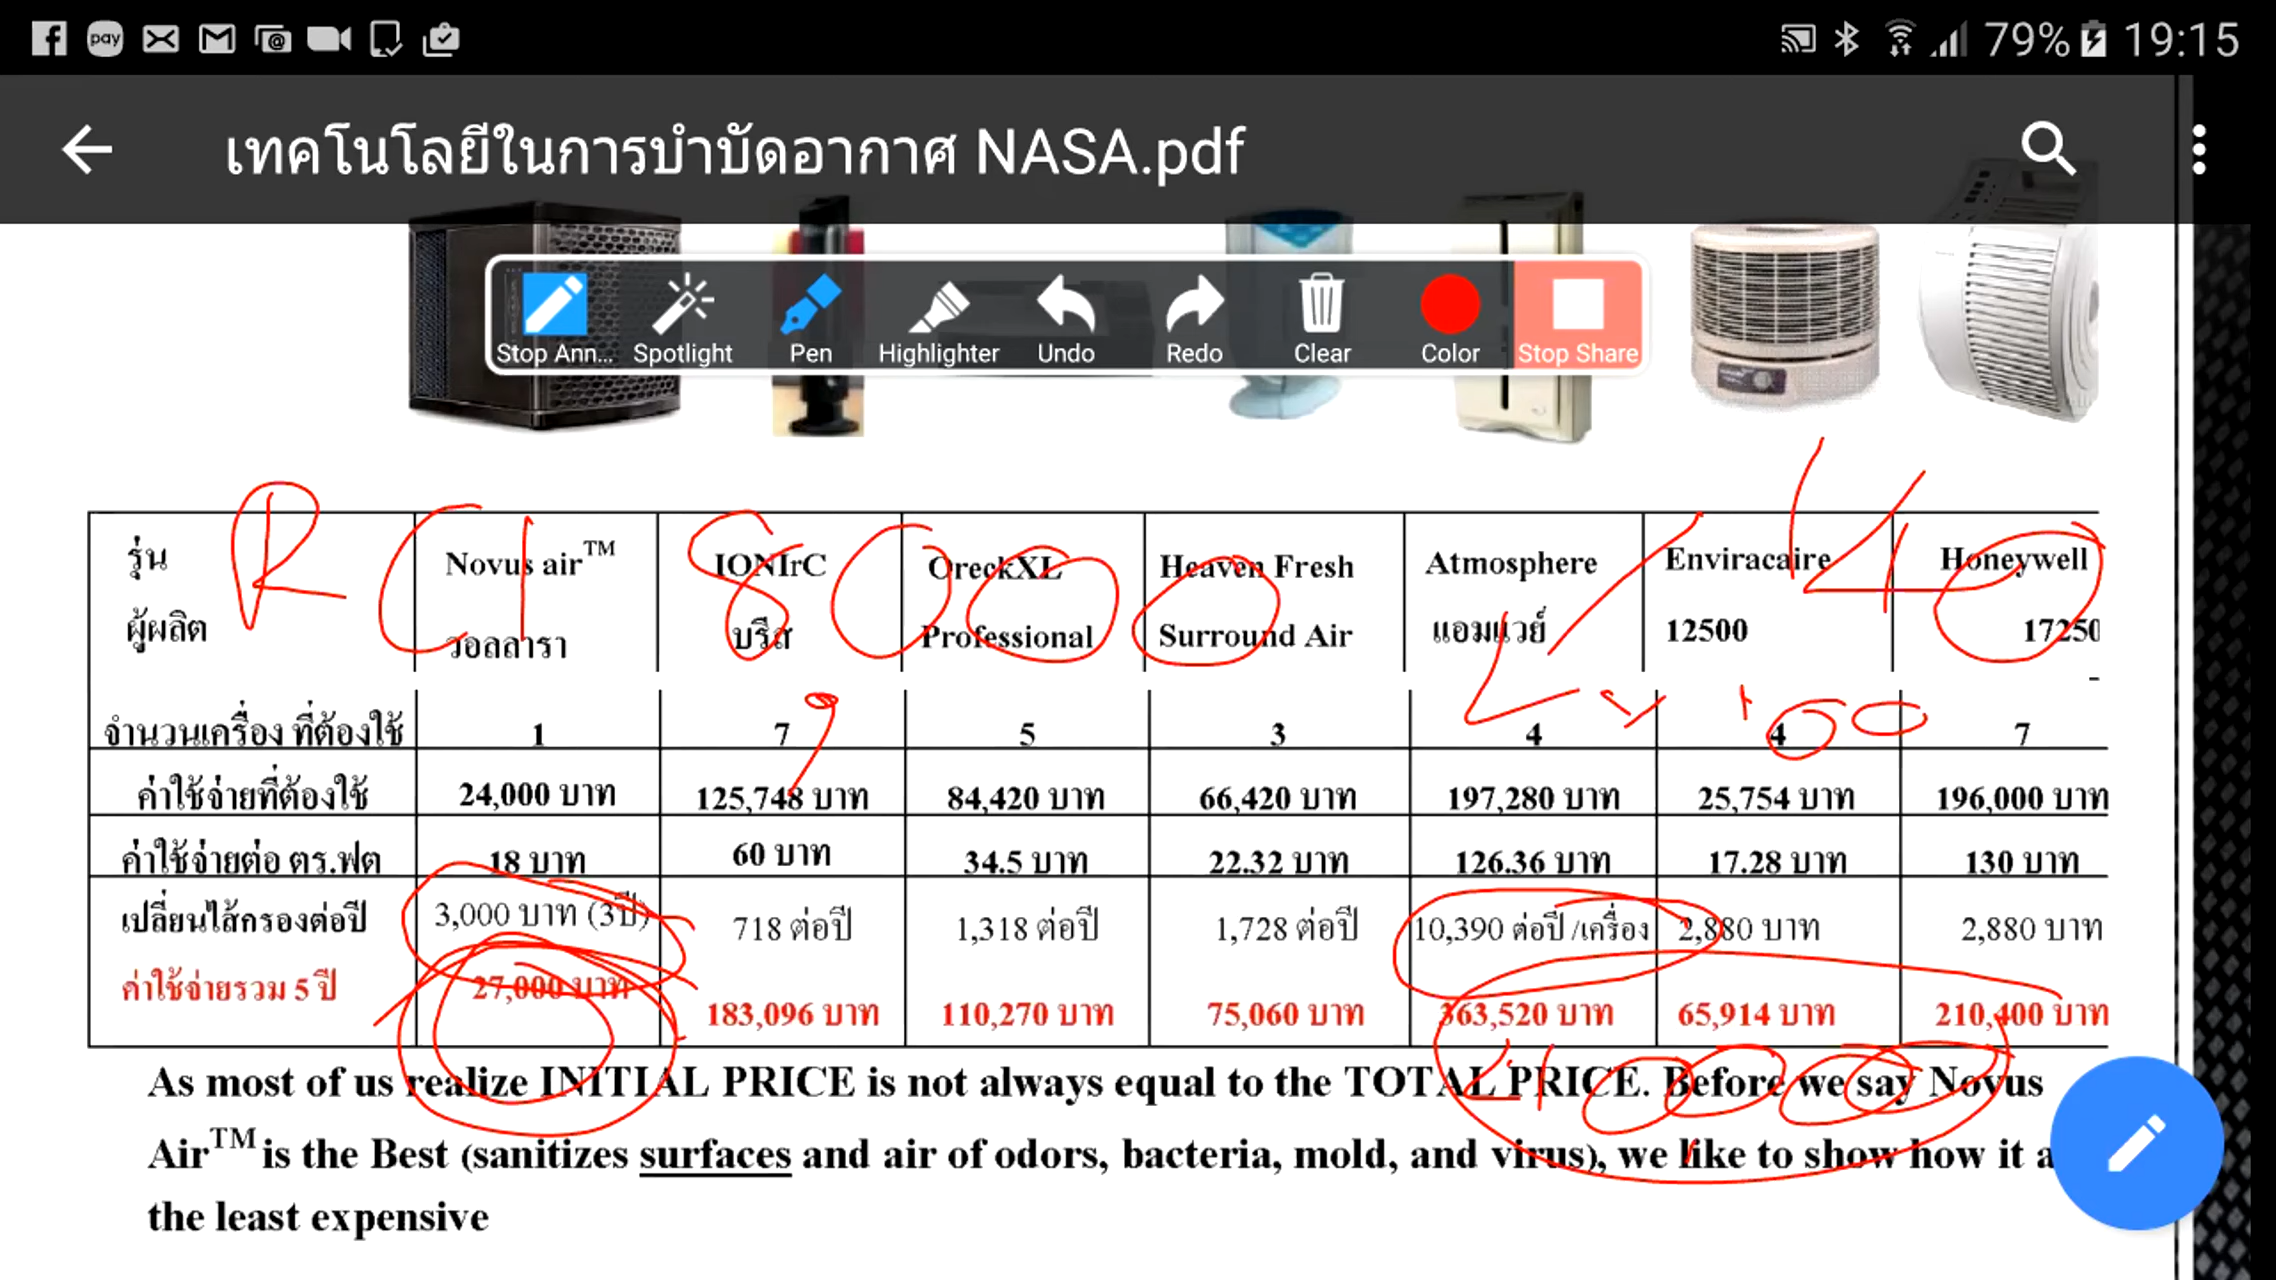 pay
79% 19:15
เทคโนโลยีในการบำบัดอากาศ NASA.pdf
Stop Ann... Spotlight Pen Highlighter Undo Redo Clear Color Stop Share
รุ่น Novus air™ IONIrC OreckXL Heaven Fresh Atmosphere Enviracaire Honeywell
ผู้ผลิต วอลลารา บรีส Professional Surround Air แอมเวย์ 12500 17250
RCI 8000
จำนวนเครื่อง ที่ต้องใช้ 1 7 5 3 4 4 7
ค่าใช้จ่ายที่ต้องใช้ 24,000 บาท 125,748 บาท 84,420 บาท 66,420 บาท 197,280 บาท 25,754 บาท 196,000 บาท
ค่าใช้จ่ายต่อ ตร.ฟต 18 บาท 60 บาท 34.5 บาท 22.32 บาท 126.36 บาท 17.28 บาท 130 บาท
เปลี่ยนไส้กรองต่อปี 3,000 บาท (3ปี) 718 ต่อปี 1,318 ต่อปี 1,728 ต่อปี 10,390 ต่อปี /เครื่อง 2,880 บาท 2,880 บาท
ค่าใช้จ่ายรวม 5 ปี 27,000 บาท 183,096 บาท 110,270 บาท 75,060 บาท 363,520 บาท 65,914 บาท 210,400 บาท
As most of us realize INITIAL PRICE is not always equal to the TOTAL PRICE. Before we say Novus
Air™ is the Best (sanitizes surfaces and air of odors, bacteria, mold, and virus), we like to show how it a
the least expensive